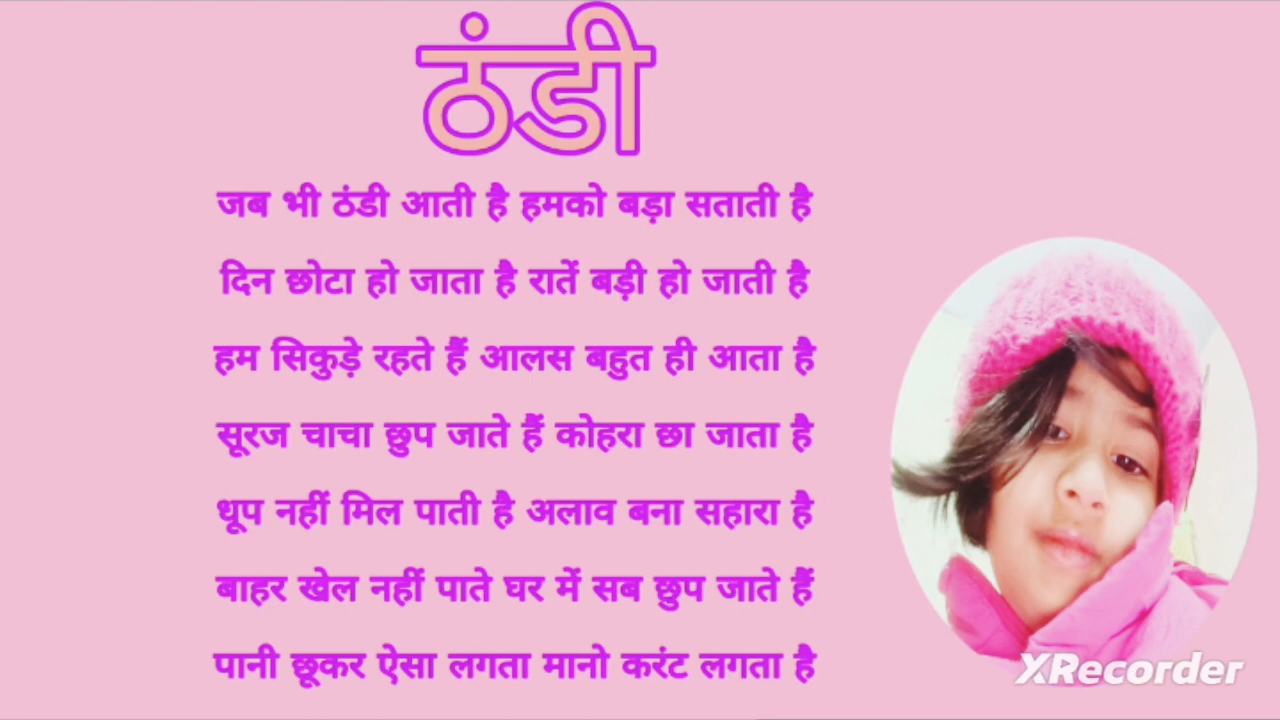 ठंडी
जब भी ठंडी आती है हमको बड़ा सताती है
दिन छोटा हो जाता है रातें बड़ी हो जाती है
हम सिकुड़े रहते हैं आलस बहुत ही आता है
सूरज चाचा छुप जाते हैं कोहरा छा जाता है
धूप नहीं मिल पाती है अलाव बना सहारा है
बाहर खेल नहीं पाते घर में सब छुप जाते हैं
पानी छूकर ऐसा लगता मानो करंट लगता है
XRecorder